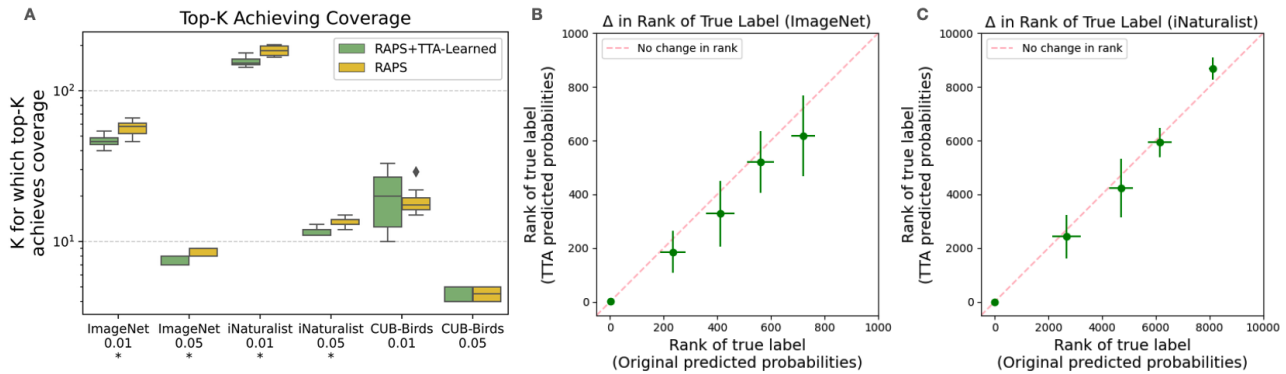 A
Top-K Achieving Coverage
K for which top-K
achieves coverage
10²
10¹
RAPS+TTA-Learned
RAPS
ImageNet
0.01
*
ImageNet
0.05
*
iNaturalist
0.01
*
iNaturalist
0.05
*
CUB-Birds
0.01
CUB-Birds
0.05
B
Δ in Rank of True Label (ImageNet)
No change in rank
Rank of true label
(TTA predicted probabilities)
1000
800
600
400
200
0
0 200 400 600 800 1000
Rank of true label
(Original predicted probabilities)
C
Δ in Rank of True Label (iNaturalist)
No change in rank
Rank of true label
(TTA predicted probabilities)
10000
8000
6000
4000
2000
0
0 2000 4000 6000 8000 10000
Rank of true label
(Original predicted probabilities)